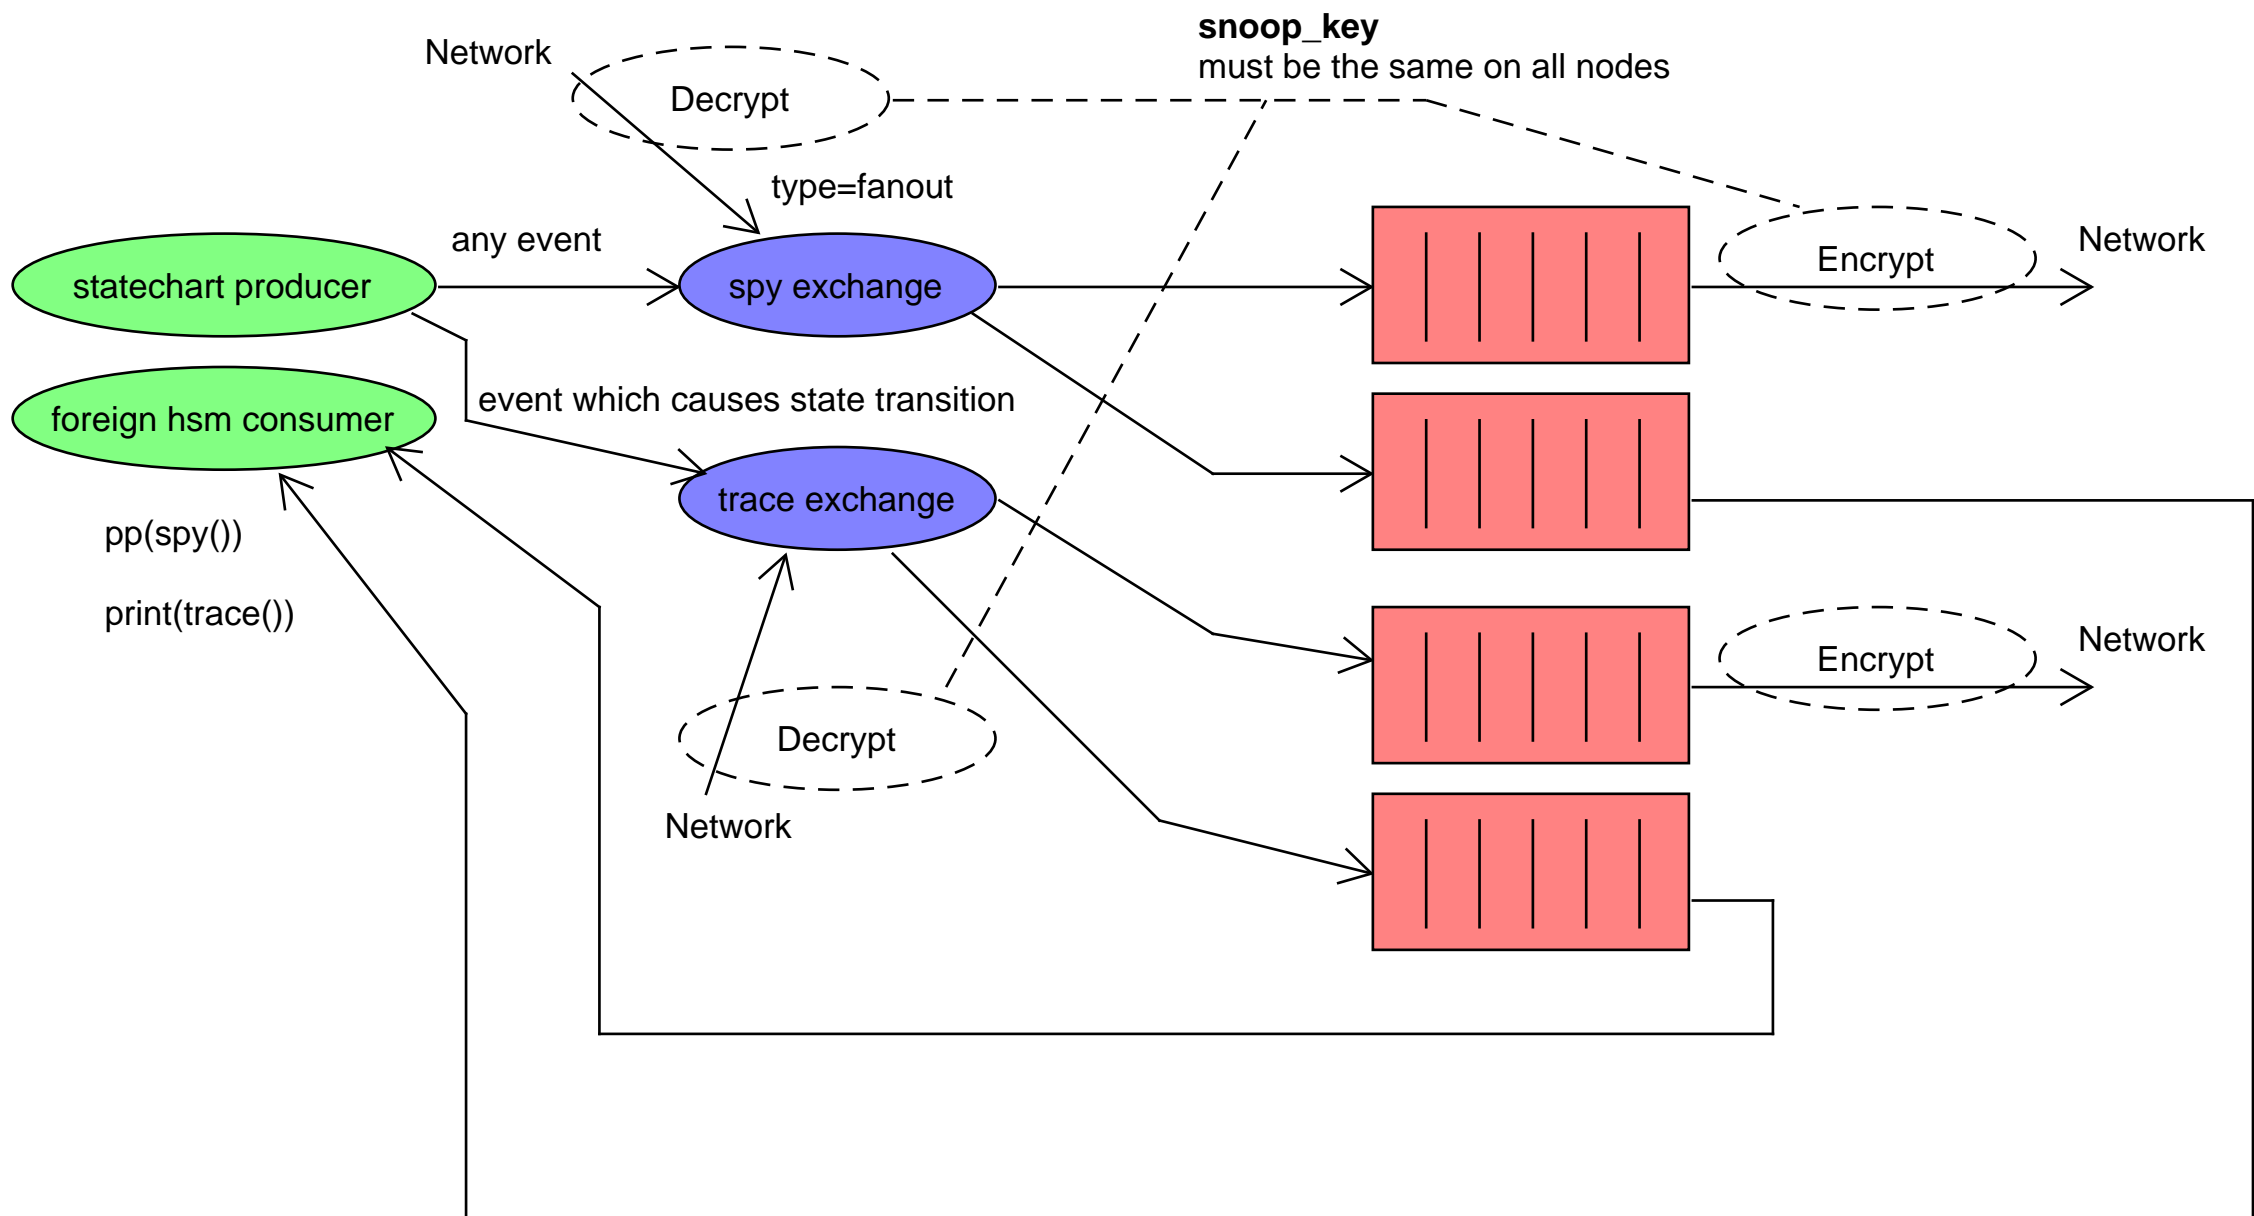 snoop_key
must be the same on all nodes
Network
Decrypt
type=fanout
any event
statechart producer
spy exchange
Encrypt
Network
foreign hsm consumer
event which causes state transition
trace exchange
pp(spy())
print(trace())
Encrypt
Network
Decrypt
Network